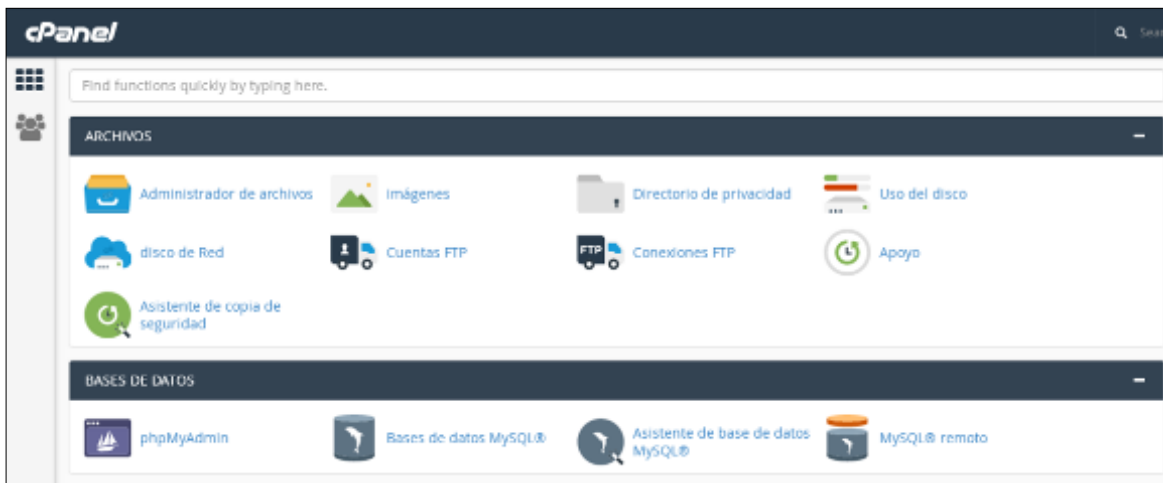 cPanel
Find functions quickly by typing here.
ARCHIVOS
Administrador de archivos
Imágenes
Directorio de privacidad
Uso del disco
disco de Red
Cuentas FTP
FTP
Conexiones FTP
Apoyo
Asistente de copia de
seguridad
BASES DE DATOS
phpMyAdmin
Bases de datos MySQL®
Asistente de base de datos
MySQL®
MySQL® remoto